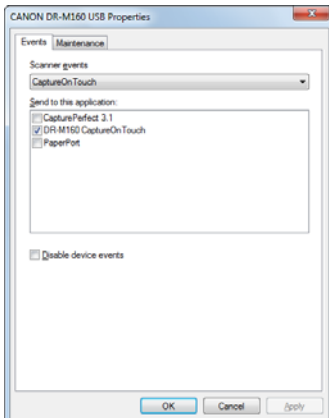 CANON DR-M160 USB Properties
Events Maintenance
Scanner events
CaptureOnTouch
Send to this application:
CapturePerfect 3.1
DR-M160 CaptureOnTouch
PaperPort
Disable device events
OK Cancel Apply